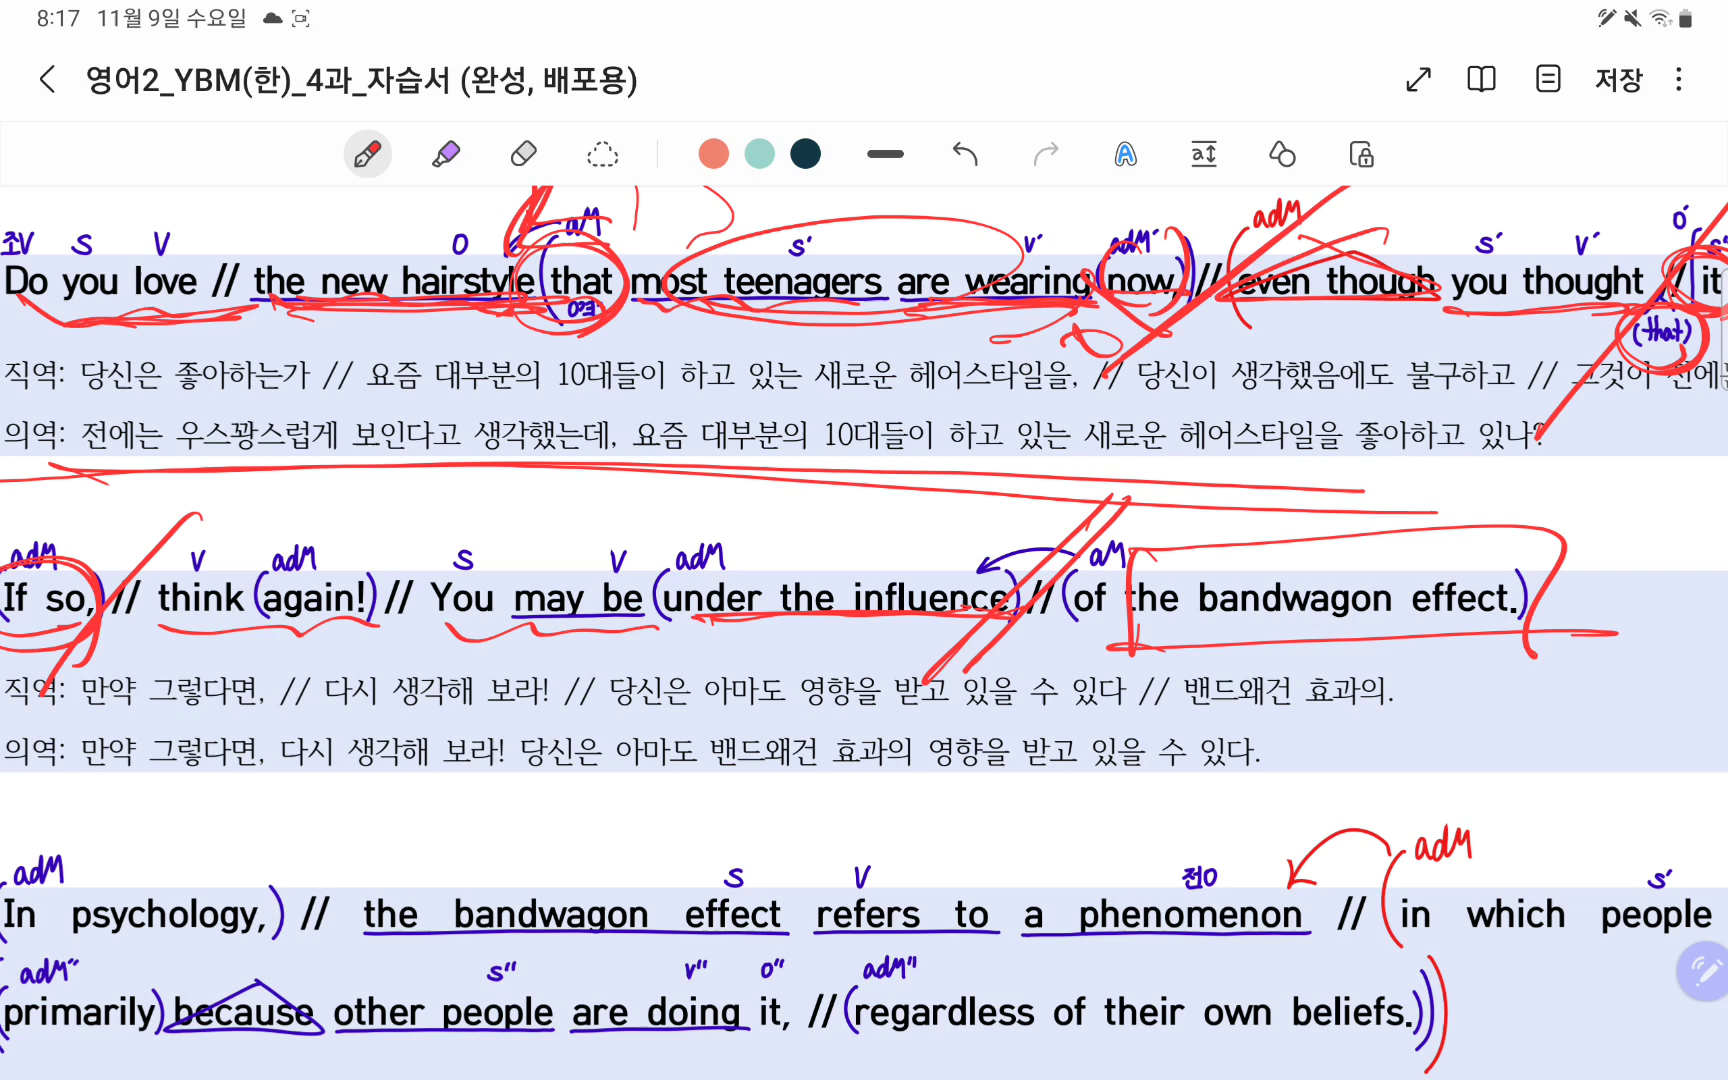 8:17 11월 9일 수요일
영어2_YBM(한)_4과_자습서 (완성, 배포용)
저장
adM
aM
조V S V O S' V' adM' S' V' O'
Do you love // the new hairstyle (that most teenagers are wearing (now,) // (even though you thought // it
(that)
직역: 당신은 좋아하는가 // 요즘 대부분의 10대들이 하고 있는 새로운 헤어스타일을, // 당신이 생각했음에도 불구하고 // 그것이 전에는
의역: 전에는 우스꽝스럽게 보인다고 생각했는데, 요즘 대부분의 10대들이 하고 있는 새로운 헤어스타일을 좋아하고 있나?
adM V adM S V adM aM
If so,) // think (again!) // You may be (under the influence) // (of the bandwagon effect.)
직역: 만약 그렇다면, // 다시 생각해 보라! // 당신은 아마도 영향을 받고 있을 수 있다 // 밴드왜건 효과의.
의역: 만약 그렇다면, 다시 생각해 보라! 당신은 아마도 밴드왜건 효과의 영향을 받고 있을 수 있다.
adM S V 전O adM S'
(In psychology,) // the bandwagon effect refers to a phenomenon // (in which people
adM" S" V" O" adM"
(primarily) because other people are doing it, // (regardless of their own beliefs.)))